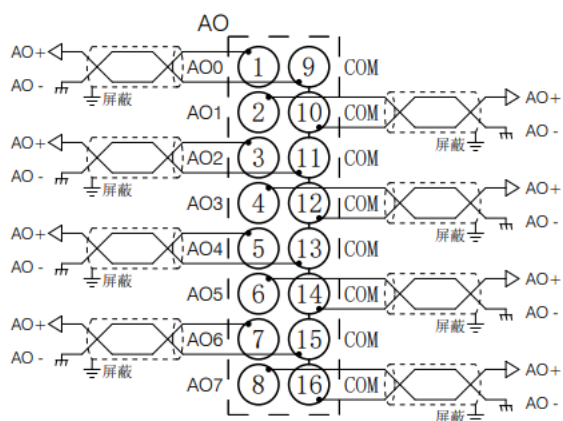 AO
AO+ AO0 1 9 COM
AO - 屏蔽 AO+
AO1 2 10 COM
屏蔽 AO -
AO+ AO2 3 11 COM
AO - 屏蔽 AO+
AO3 4 12 COM
屏蔽 AO -
AO+ AO4 5 13 COM
AO - 屏蔽 AO+
AO5 6 14 COM
屏蔽 AO -
AO+ AO6 7 15 COM
AO - 屏蔽 AO+
AO7 8 16 COM
屏蔽 AO -